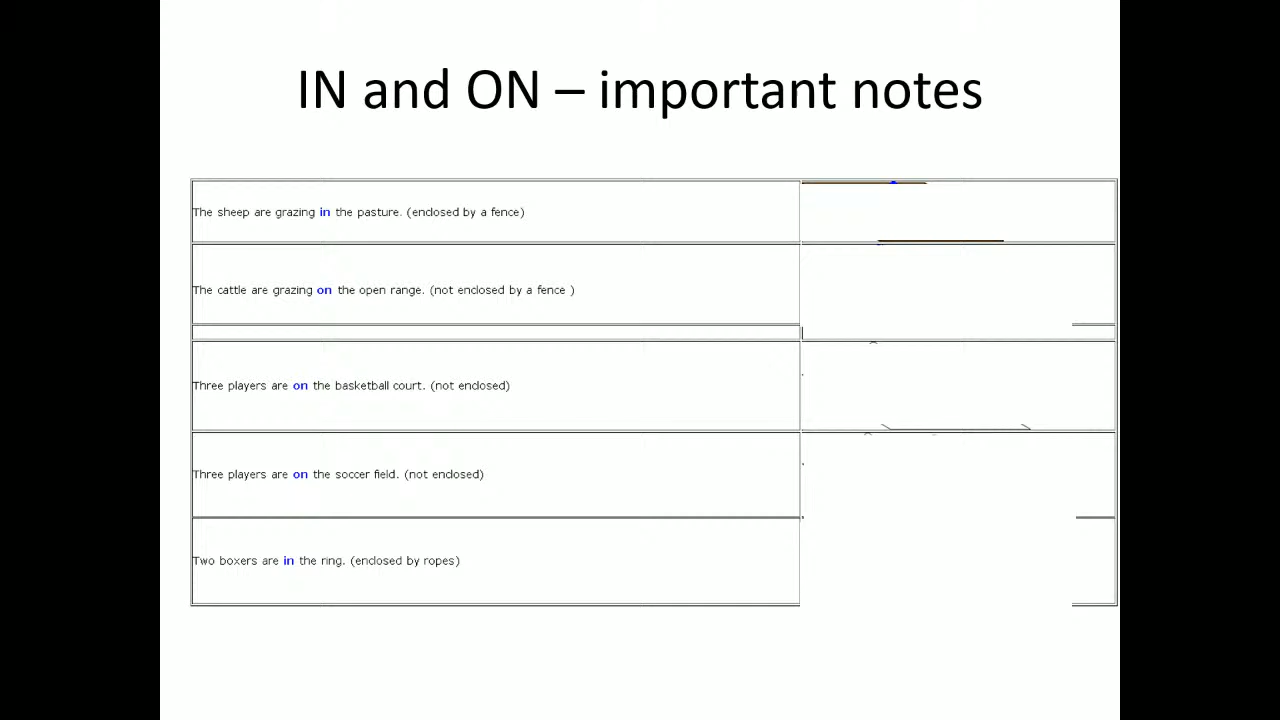 IN and ON – important notes
The sheep are grazing in the pasture. (enclosed by a fence)
The cattle are grazing on the open range. (not enclosed by a fence )
Three players are on the basketball court. (not enclosed)
Three players are on the soccer field. (not enclosed)
Two boxers are in the ring. (enclosed by ropes)